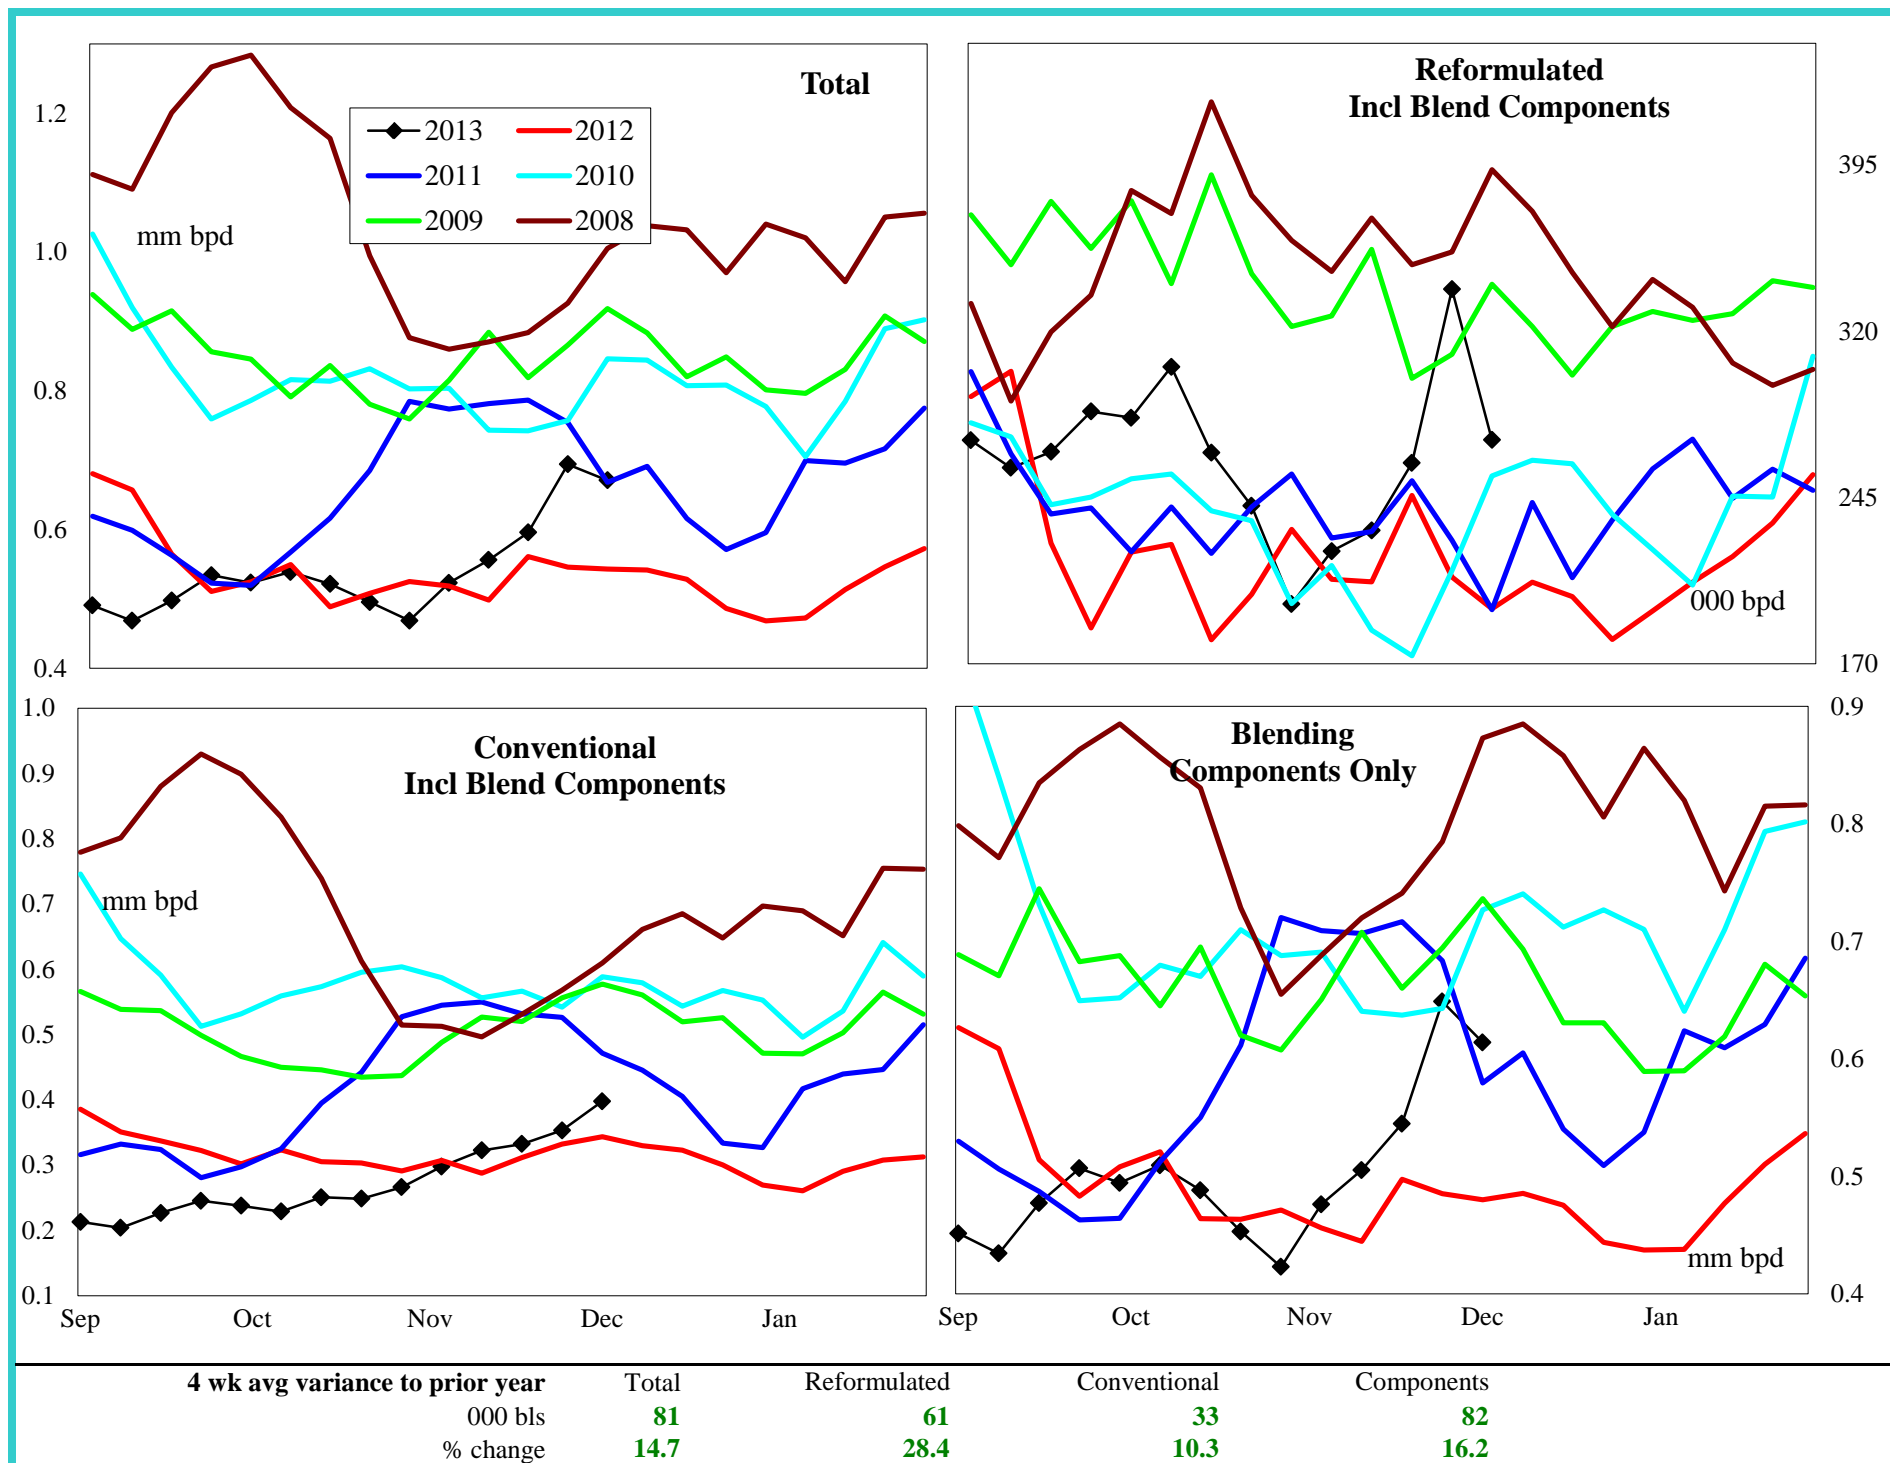 Total
1.2
1.0
0.8
0.6
0.4
mm bpd
2013 2012
2011 2010
2009 2008
Reformulated
Incl Blend Components
395
320
245
170
000 bpd
Conventional
Incl Blend Components
1.0
0.9
0.8
0.7
0.6
0.5
0.4
0.3
0.2
0.1
mm bpd
Sep Oct Nov Dec Jan
Blending
Components Only
0.9
0.8
0.7
0.6
0.5
0.4
mm bpd
Sep Oct Nov Dec Jan
4 wk avg variance to prior year Total Reformulated Conventional Components
000 bls 81 61 33 82
% change 14.7 28.4 10.3 16.2